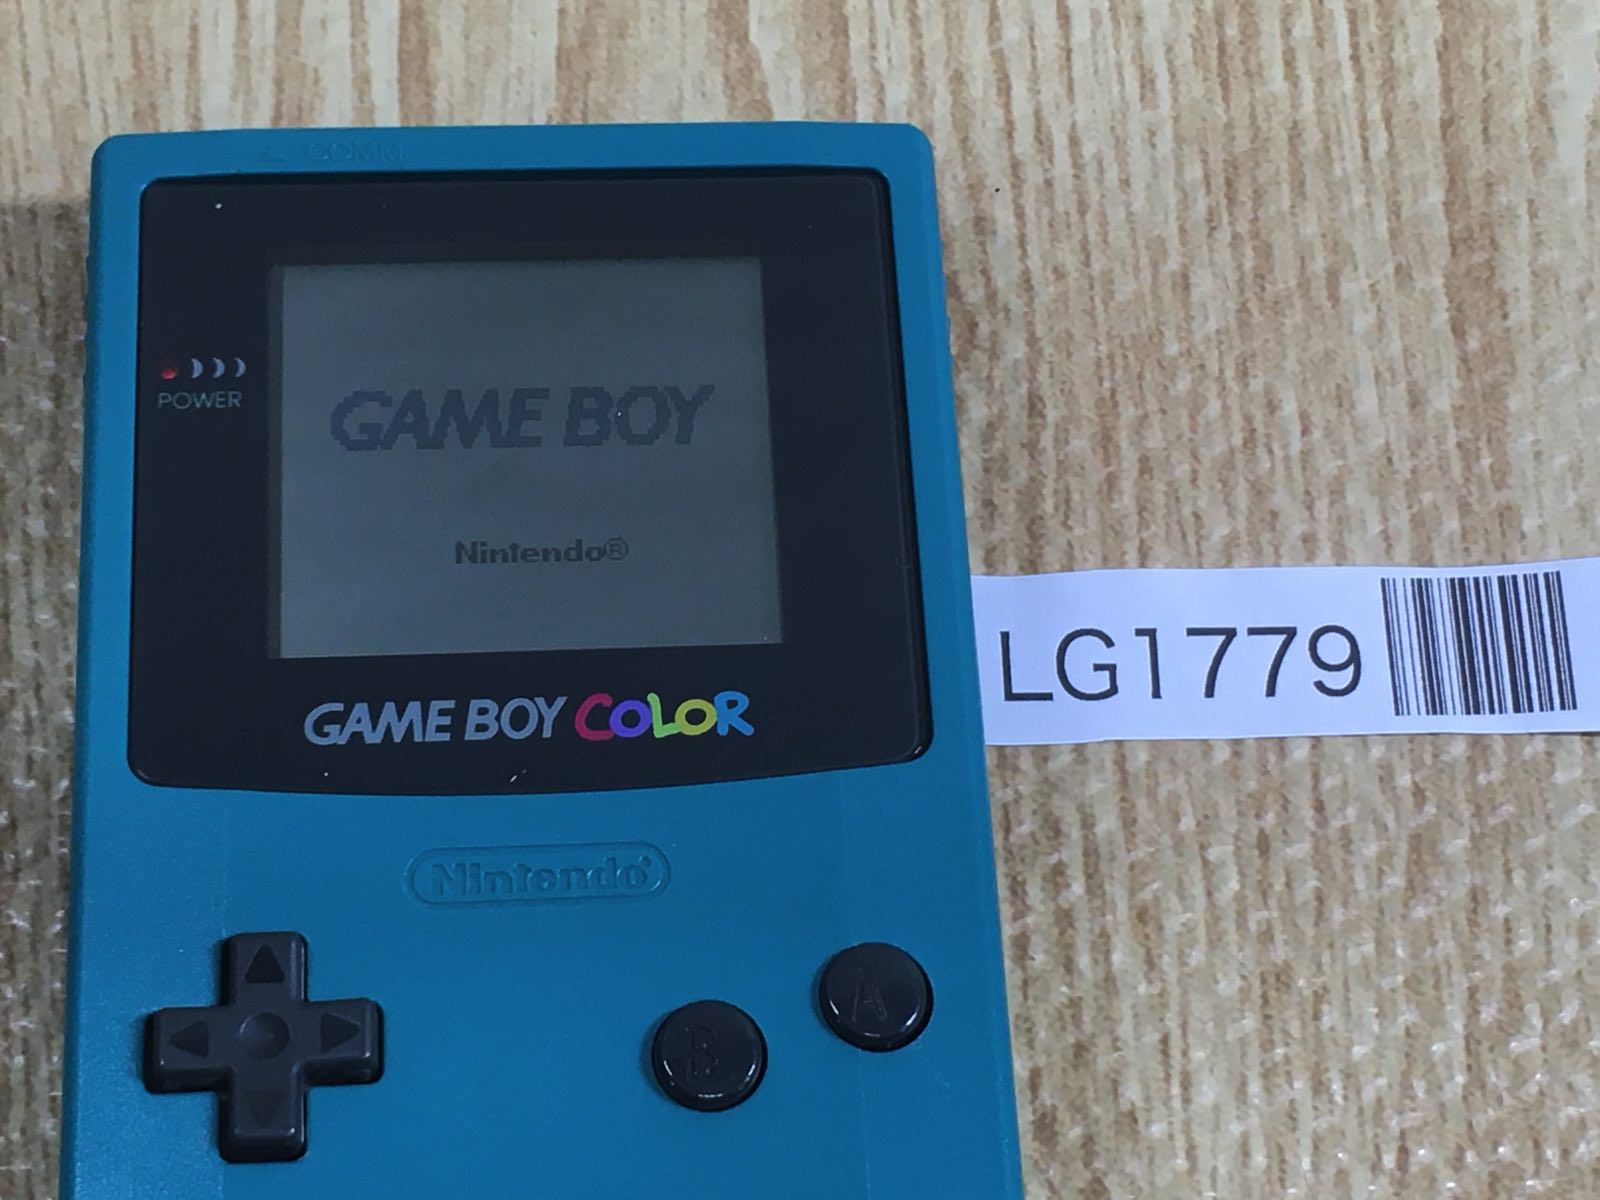 COMM.
POWER
GAME BOY
Nintendo®
GAME BOY COLOR
LG1779
Nintendo®
B
A